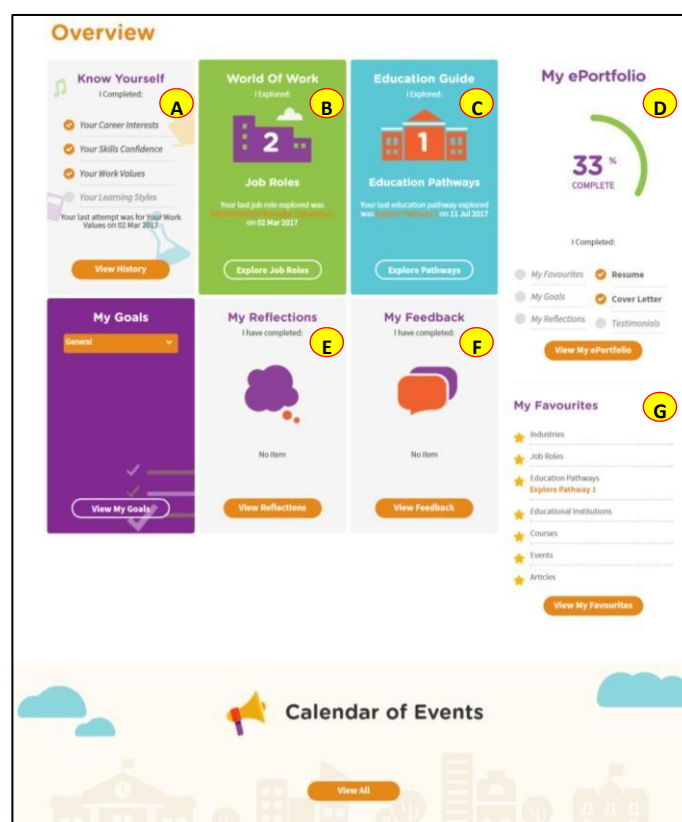 Overview
Know Yourself
I Completed:
A
Your Career Interests
Your Skills Confidence
Your Work Values
Your Learning Styles
Your last attempt was for Your Work
Values on 02 Mar 2017
View History
World Of Work
I Explored:
B
2
Job Roles
Your last job role explored was
Administration Manager (Education)
on 02 Mar 2017
Explore Job Roles
Education Guide
I Explored:
C
1
Education Pathways
Your last education pathway explored
was Explore Pathway 1 on 11 Jul 2017
Explore Pathways
My ePortfolio
D
33 %
COMPLETE
I Completed:
My Favourites
Resume
My Goals
Cover Letter
My Reflections
Testimonials
View My ePortfolio
My Goals
General
View My Goals
My Reflections
I have completed:
E
No Item
View Reflections
My Feedback
I have completed:
F
No Item
View Feedback
My Favourites
G
Industries
Job Roles
Education Pathways
Explore Pathway 1
Educational Institutions
Courses
Events
Articles
View My Favourites
Calendar of Events
View All